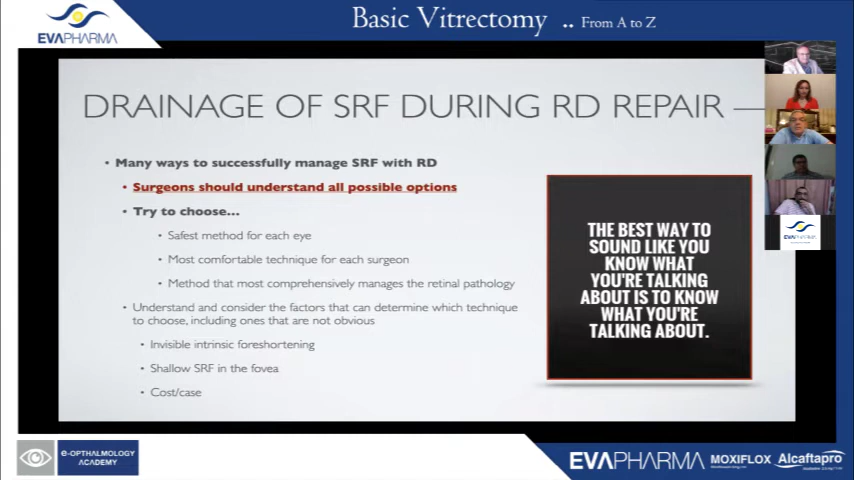 Basic Vitrectomy .. From A to Z
EVAPHARMA
DRAINAGE OF SRF DURING RD REPAIR —
• Many ways to successfully manage SRF with RD
• Surgeons should understand all possible options
• Try to choose...
• Safest method for each eye
• Most comfortable technique for each surgeon
• Method that most comprehensively manages the retinal pathology
• Understand and consider the factors that can determine which technique
to choose, including ones that are not obvious
• Invisible intrinsic foreshortening
• Shallow SRF in the fovea
• Cost/case
THE BEST WAY TO
SOUND LIKE YOU
KNOW WHAT
YOU'RE TALKING
ABOUT IS TO KNOW
WHAT YOU'RE
TALKING ABOUT.
EVAPHARMA
e-OPTHALMOLOGY
ACADEMY
EVAPHARMA
MOXIFLOX
Alcaftapro